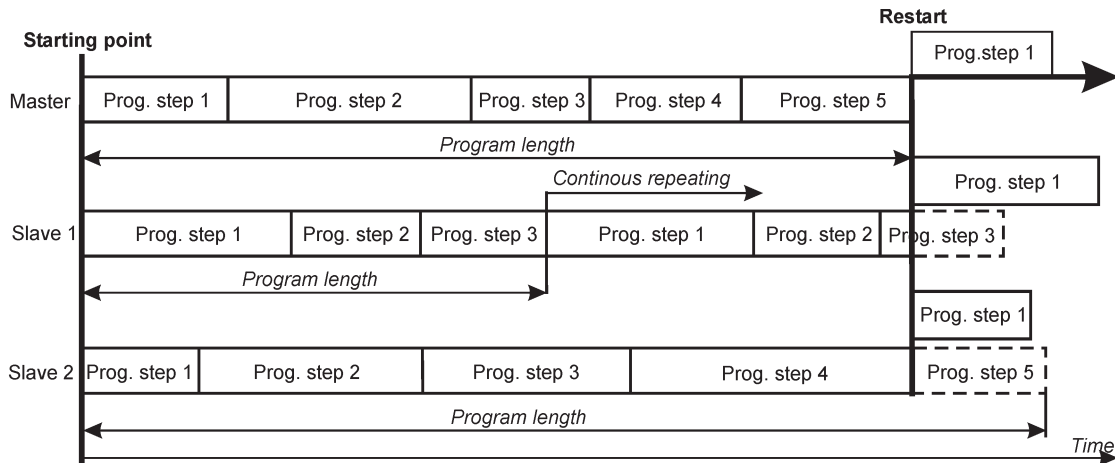 Restart
Starting point
Prog.step 1
Master Prog. step 1 Prog. step 2 Prog. step 3 Prog. step 4 Prog. step 5
Program length
Continous repeating
Prog. step 1
Slave 1 Prog. step 1 Prog. step 2 Prog. step 3 Prog. step 1 Prog. step 2 Prog. step 3
Program length
Prog. step 1
Slave 2 Prog. step 1 Prog. step 2 Prog. step 3 Prog. step 4 Prog. step 5
Program length
Time